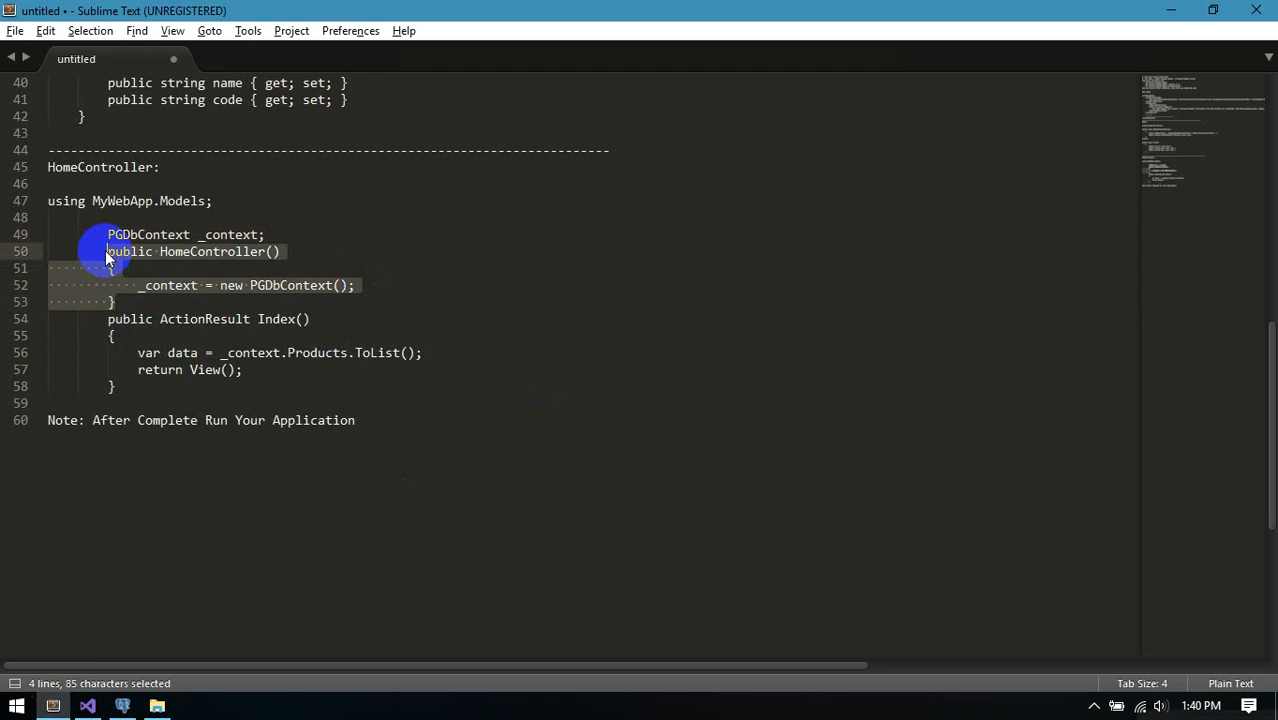 untitled • - Sublime Text (UNREGISTERED)
File Edit Selection Find View Goto Tools Project Preferences Help
untitled
40 public string name { get; set; }
41 public string code { get; set; }
42 }
43
44 ---------------------------------------------------------------------------
45 HomeController:
46
47 using MyWebApp.Models;
48
49 PGDbContext _context;
50 public HomeController()
51 {
52 _context = new PGDbContext();
53 }
54 public ActionResult Index()
55 {
56 var data = _context.Products.ToList();
57 return View();
58 }
59
60 Note: After Complete Run Your Application
4 lines, 85 characters selected
Tab Size: 4
Plain Text
1:40 PM